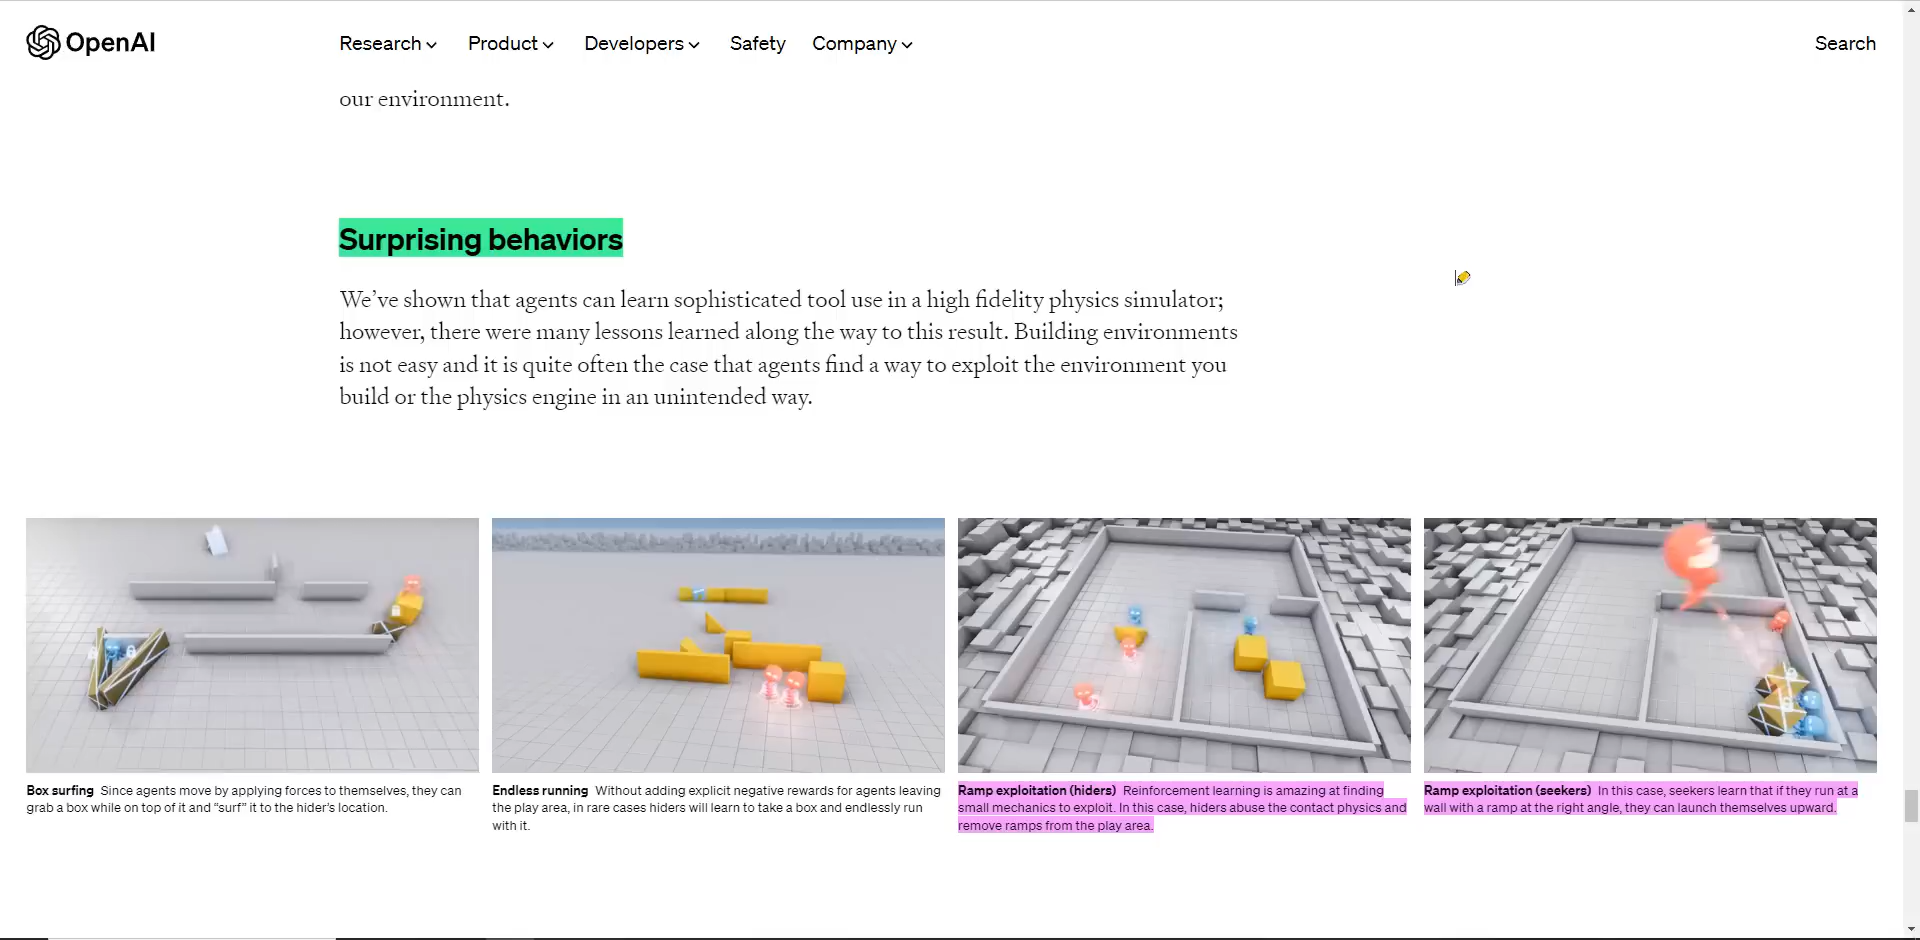 OpenAI
Research
Product
Developers
Safety
Company
Search
our environment.
Surprising behaviors
We’ve shown that agents can learn sophisticated tool use in a high fidelity physics simulator;
however, there were many lessons learned along the way to this result. Building environments
is not easy and it is quite often the case that agents find a way to exploit the environment you
build or the physics engine in an unintended way.
Box surfing Since agents move by applying forces to themselves, they can
grab a box while on top of it and “surf” it to the hider’s location.
Endless running Without adding explicit negative rewards for agents leaving
the play area, in rare cases hiders will learn to take a box and endlessly run
with it.
Ramp exploitation (hiders) Reinforcement learning is amazing at finding
small mechanics to exploit. In this case, hiders abuse the contact physics and
remove ramps from the play area.
Ramp exploitation (seekers) In this case, seekers learn that if they run at a
wall with a ramp at the right angle, they can launch themselves upward.